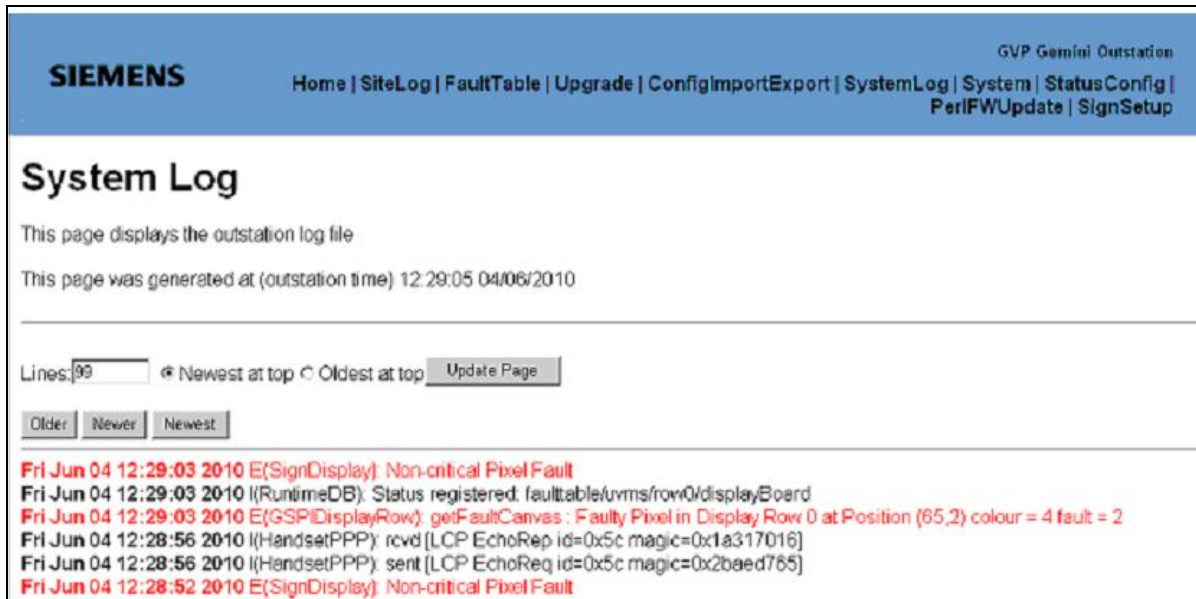 GVP Gemini Outstation
SIEMENS
Home | SiteLog | FaultTable | Upgrade | ConfigImportExport | SystemLog | System | StatusConfig |
PerIFWUpdate | SignSetup
System Log
This page displays the outstation log file
This page was generated at (outstation time) 12:29:05 04/06/2010
Lines: 99 Newest at top Oldest at top Update Page
Older Newer Newest
Fri Jun 04 12:29:03 2010 E(SignDisplay): Non-critical Pixel Fault
Fri Jun 04 12:29:03 2010 I(RuntimeDB): Status registered: faulttable/uvms/row0/displayBoard
Fri Jun 04 12:29:03 2010 E(GSPIDisplayRow): getFaultCanvas : Faulty Pixel in Display Row 0 at Position (65,2) colour = 4 fault = 2
Fri Jun 04 12:28:56 2010 I(HandsetPPP): rcvd [LCP EchoRep id=0x5c magic=0x1a317016]
Fri Jun 04 12:28:56 2010 I(HandsetPPP): sent [LCP EchoReq id=0x5c magic=0x2baed765]
Fri Jun 04 12:28:52 2010 E(SignDisplay): Non-critical Pixel Fault